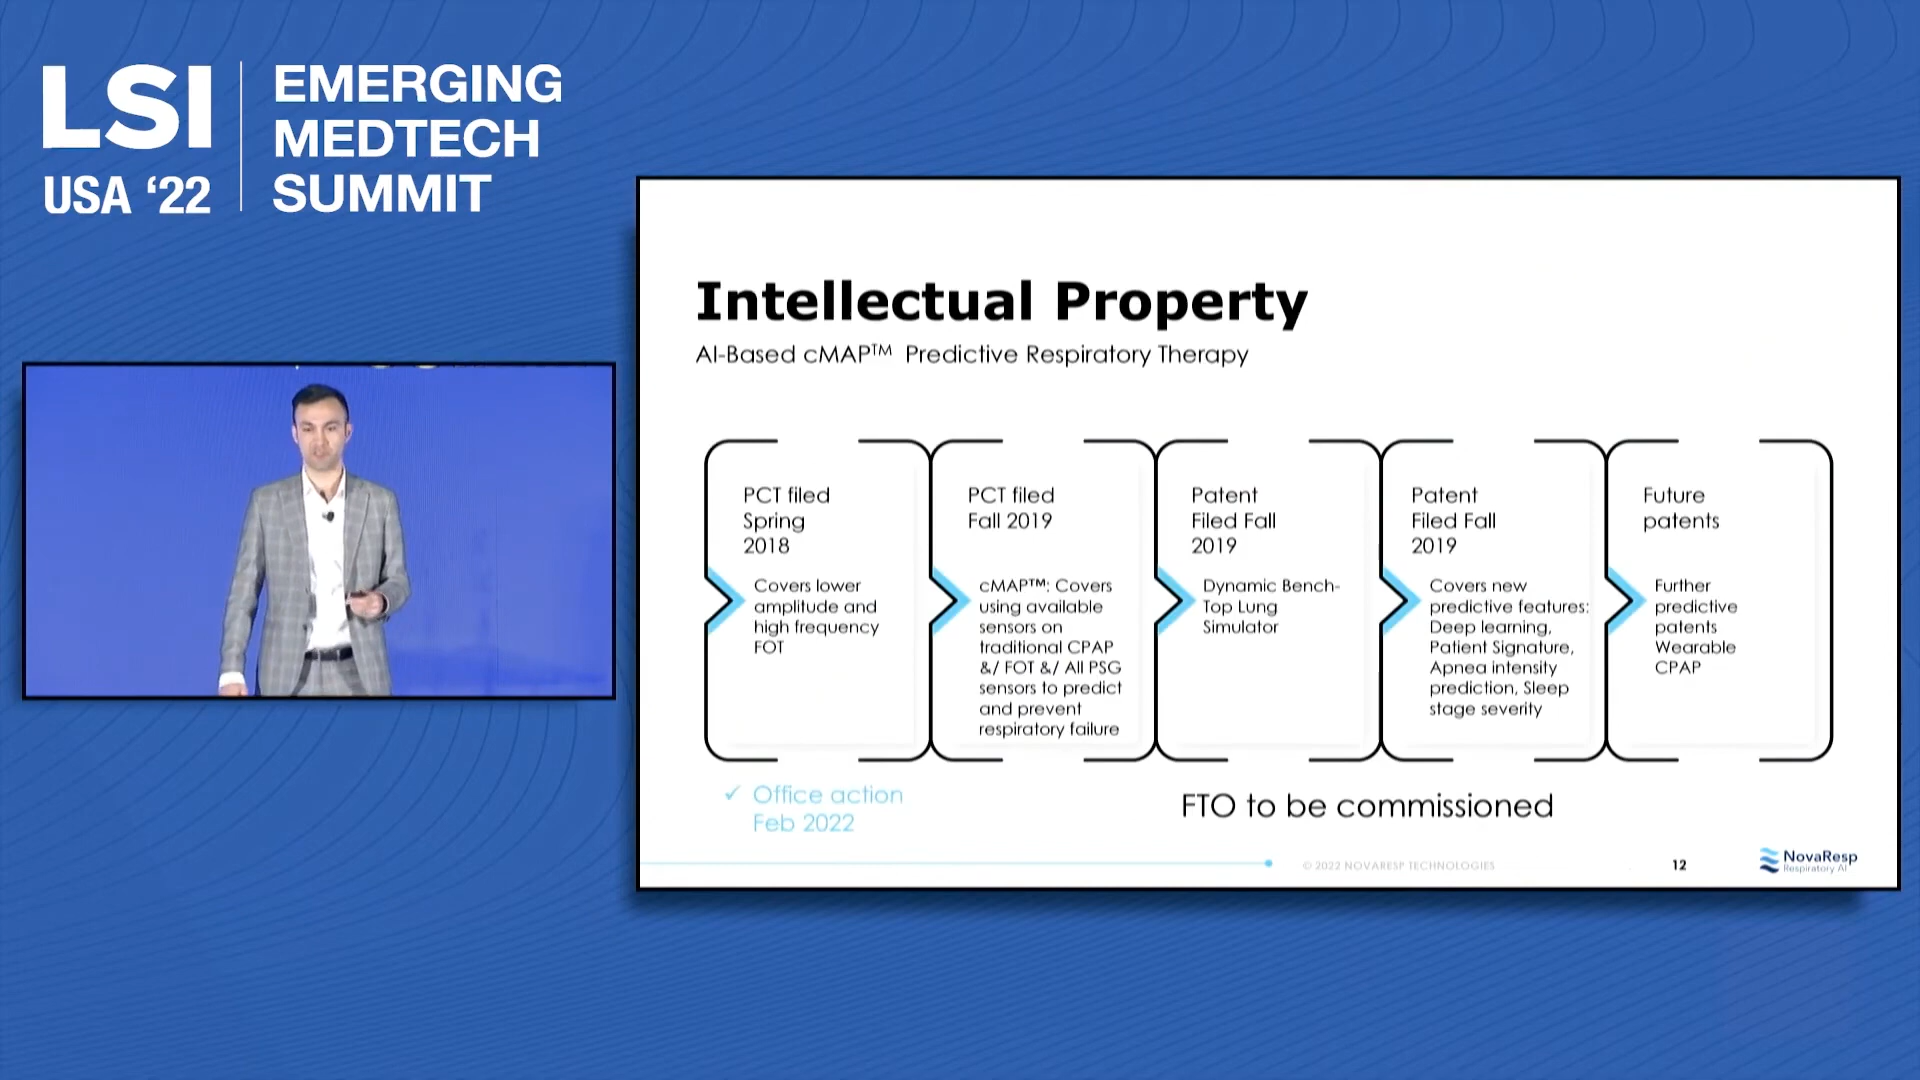 LSI
USA ‘22
EMERGING
MEDTECH
SUMMIT
Intellectual Property
AI-Based cMAP™ Predictive Respiratory Therapy
PCT filed
Spring
2018
Covers lower
amplitude and
high frequency
FOT
PCT filed
Fall 2019
cMAP™: Covers
using available
sensors on
traditional CPAP
&/ FOT &/ All PSG
sensors to predict
and prevent
respiratory failure
Patent
Filed Fall
2019
Dynamic Bench-
Top Lung
Simulator
Patent
Filed Fall
2019
Covers new
predictive features:
Deep learning,
Patient Signature,
Apnea intensity
prediction, Sleep
stage severity
Future
patents
Further
predictive
patents
Wearable
CPAP
✓ Office action
Feb 2022
FTO to be commissioned
© 2022 NOVARESP TECHNOLOGIES
12
NovaResp
Respiratory AI